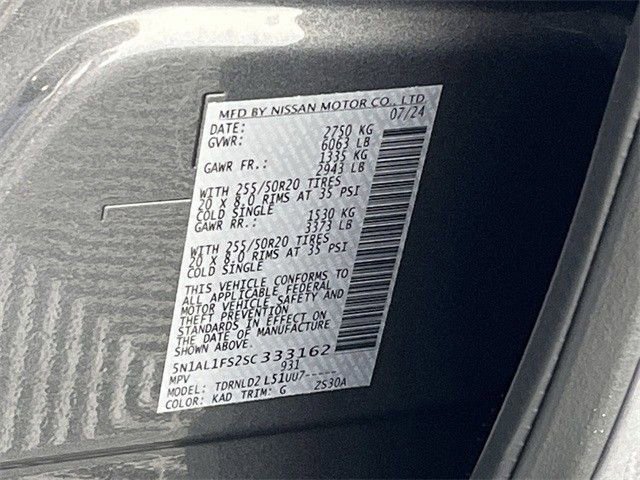 MFD BY NISSAN MOTOR CO., LTD.
DATE: 07/24
GVWR: 2750 KG
6063 LB
GAWR FR.: 1335 KG
2943 LB
WITH 255/50R20 TIRES
20 X 8.0 RIMS AT 35 PSI
COLD SINGLE
GAWR RR.: 1530 KG
3373 LB
WITH 255/50R20 TIRES
20 X 8.0 RIMS AT 35 PSI
COLD SINGLE
THIS VEHICLE CONFORMS TO
ALL APPLICABLE FEDERAL
MOTOR VEHICLE SAFETY AND
THEFT PREVENTION
STANDARDS IN EFFECT ON
THE DATE OF MANUFACTURE
SHOWN ABOVE.
5N1AL1FS2SC333162
MPV 931
MODEL: TDRNLD2 L51UU7-----
COLOR: KAD TRIM: G ZS30A